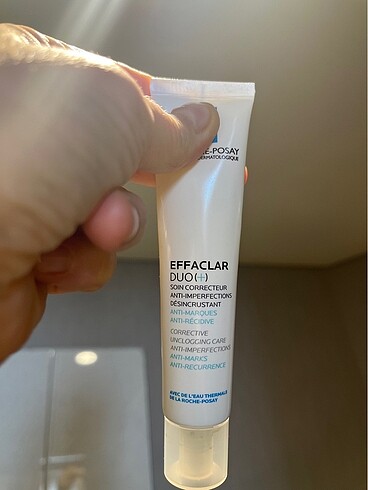 -POSAY
DERMATOLOGIQUE
EFFACLAR
DUO(+)
SOIN CORRECTEUR
ANTI-IMPERFECTIONS
DÉSINCRUSTANT
ANTI-MARQUES
ANTI-RÉCIDIVE
CORRECTIVE
UNCLOGGING CARE
ANTI-IMPERFECTIONS
ANTI-MARKS
ANTI-RECURRENCE
AVEC DE L'EAU THERMALE
DE LA ROCHE-POSAY